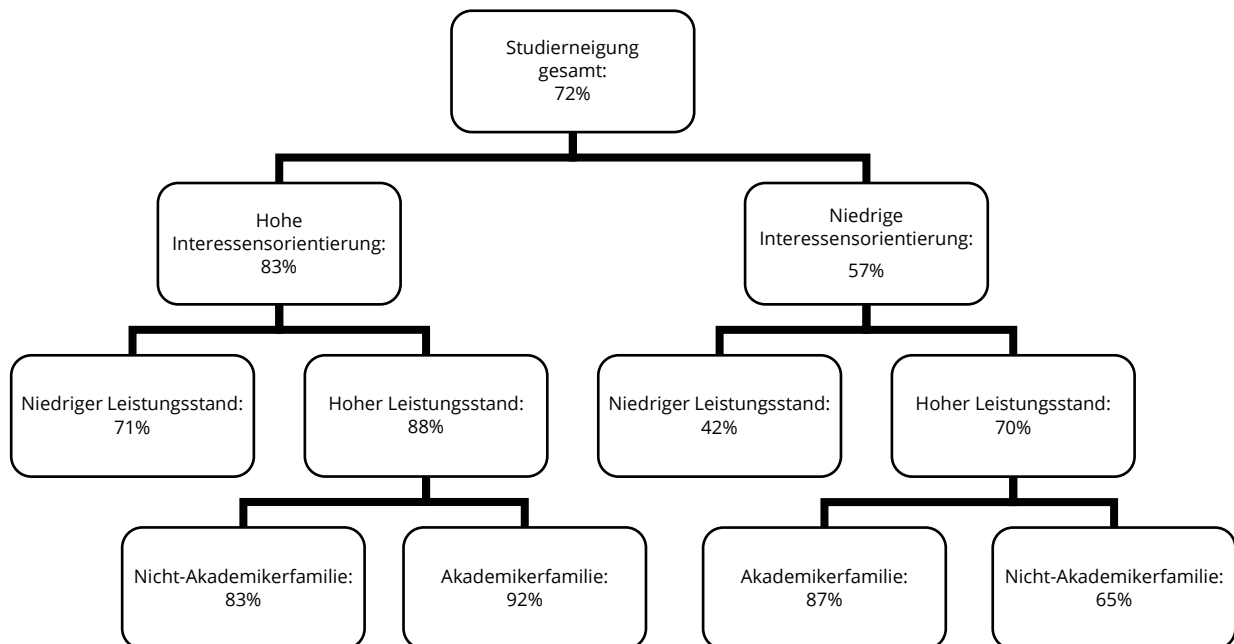 Studierneigung
gesamt:
72%
Hohe
Interessensorientierung:
83%
Niedrige
Interessensorientierung:
57%
Niedriger Leistungsstand:
71%
Hoher Leistungsstand:
88%
Niedriger Leistungsstand:
42%
Hoher Leistungsstand:
70%
Nicht-Akademikerfamilie:
83%
Akademikerfamilie:
92%
Akademikerfamilie:
87%
Nicht-Akademikerfamilie:
65%